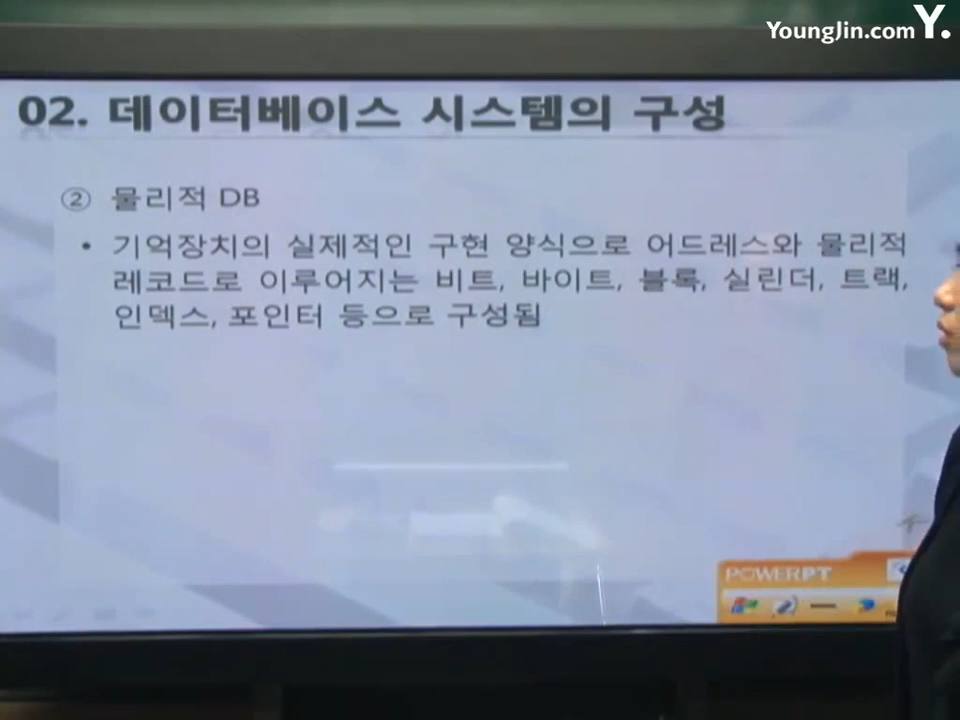 YoungJin.com Y.
02. 데이터베이스 시스템의 구성
② 물리적 DB
• 기억장치의 실제적인 구현 양식으로 어드레스와 물리적
레코드로 이루어지는 비트, 바이트, 블록, 실린더, 트랙,
인덱스, 포인터 등으로 구성됨
POWERPT